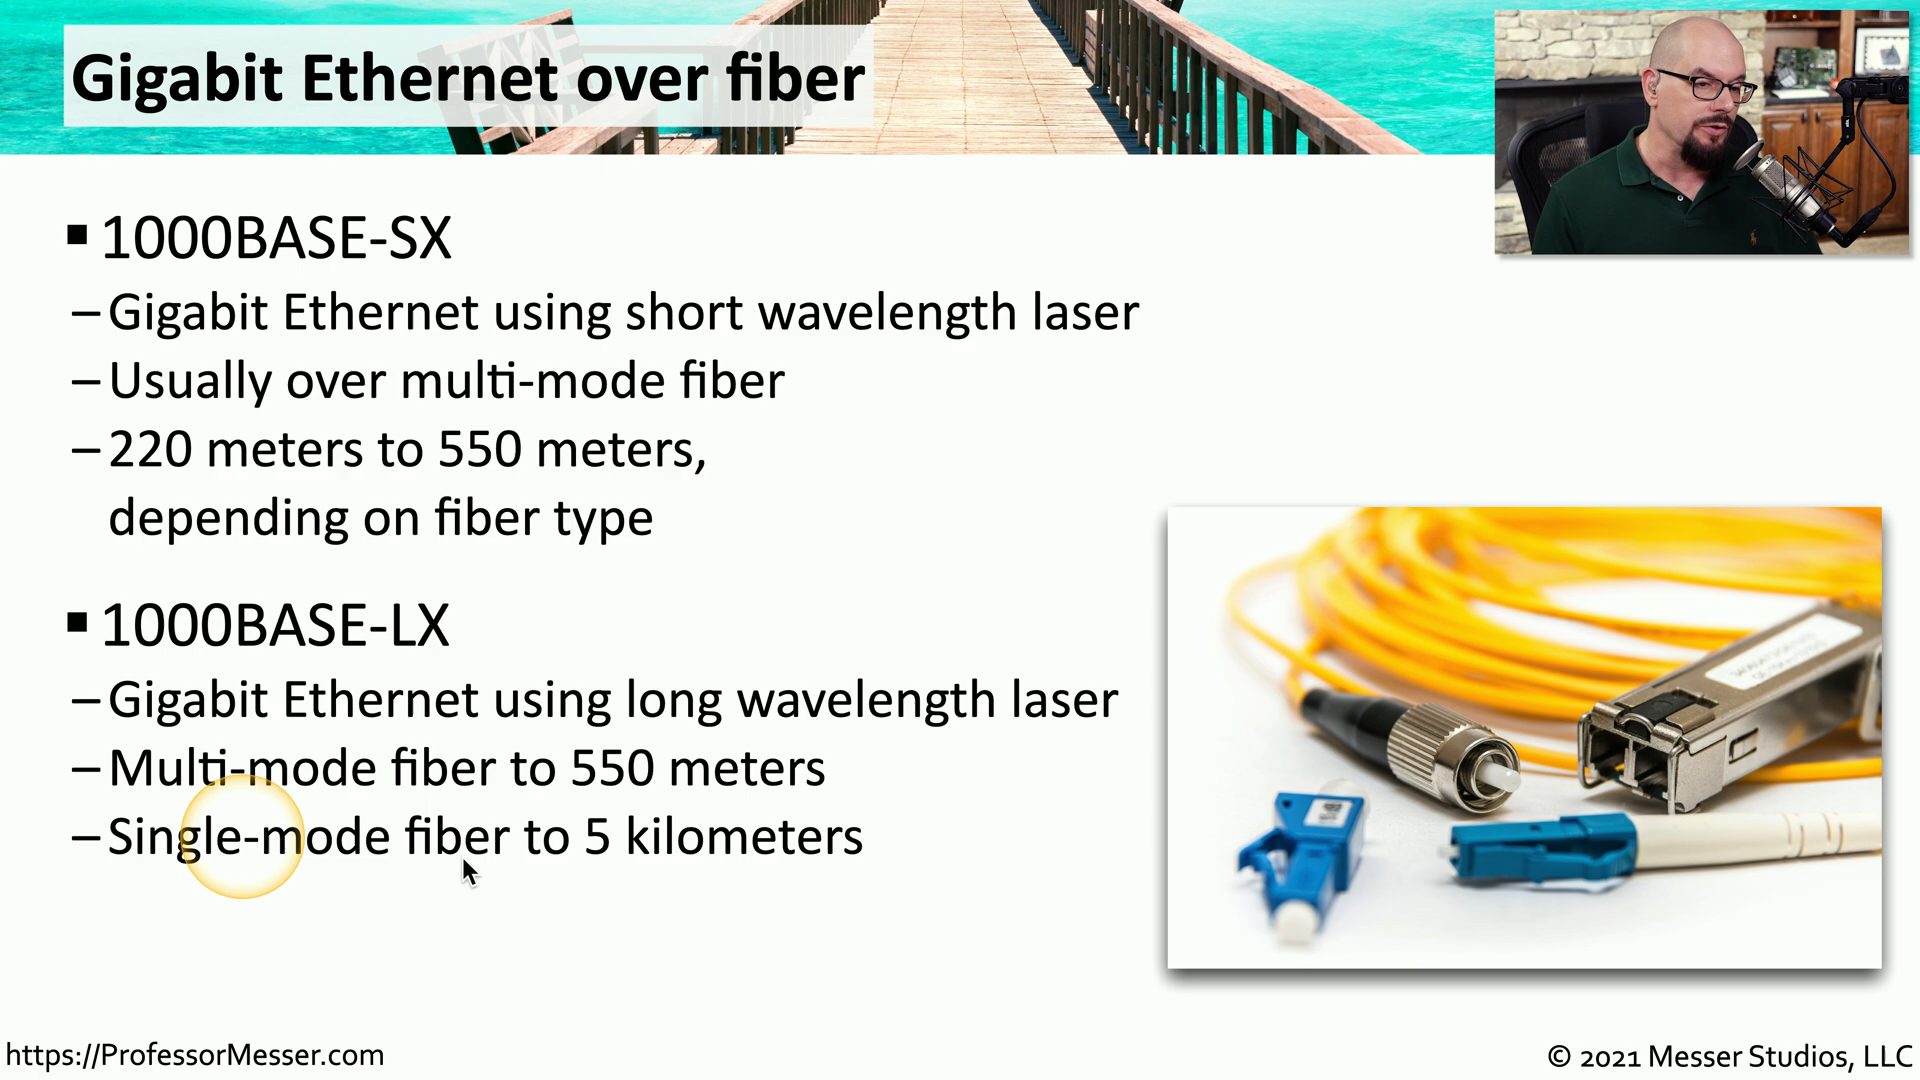 Gigabit Ethernet over fiber
▪ 1000BASE-SX
– Gigabit Ethernet using short wavelength laser
– Usually over multi-mode fiber
– 220 meters to 550 meters,
depending on fiber type
▪ 1000BASE-LX
– Gigabit Ethernet using long wavelength laser
– Multi-mode fiber to 550 meters
– Single-mode fiber to 5 kilometers
https://ProfessorMesser.com
© 2021 Messer Studios, LLC